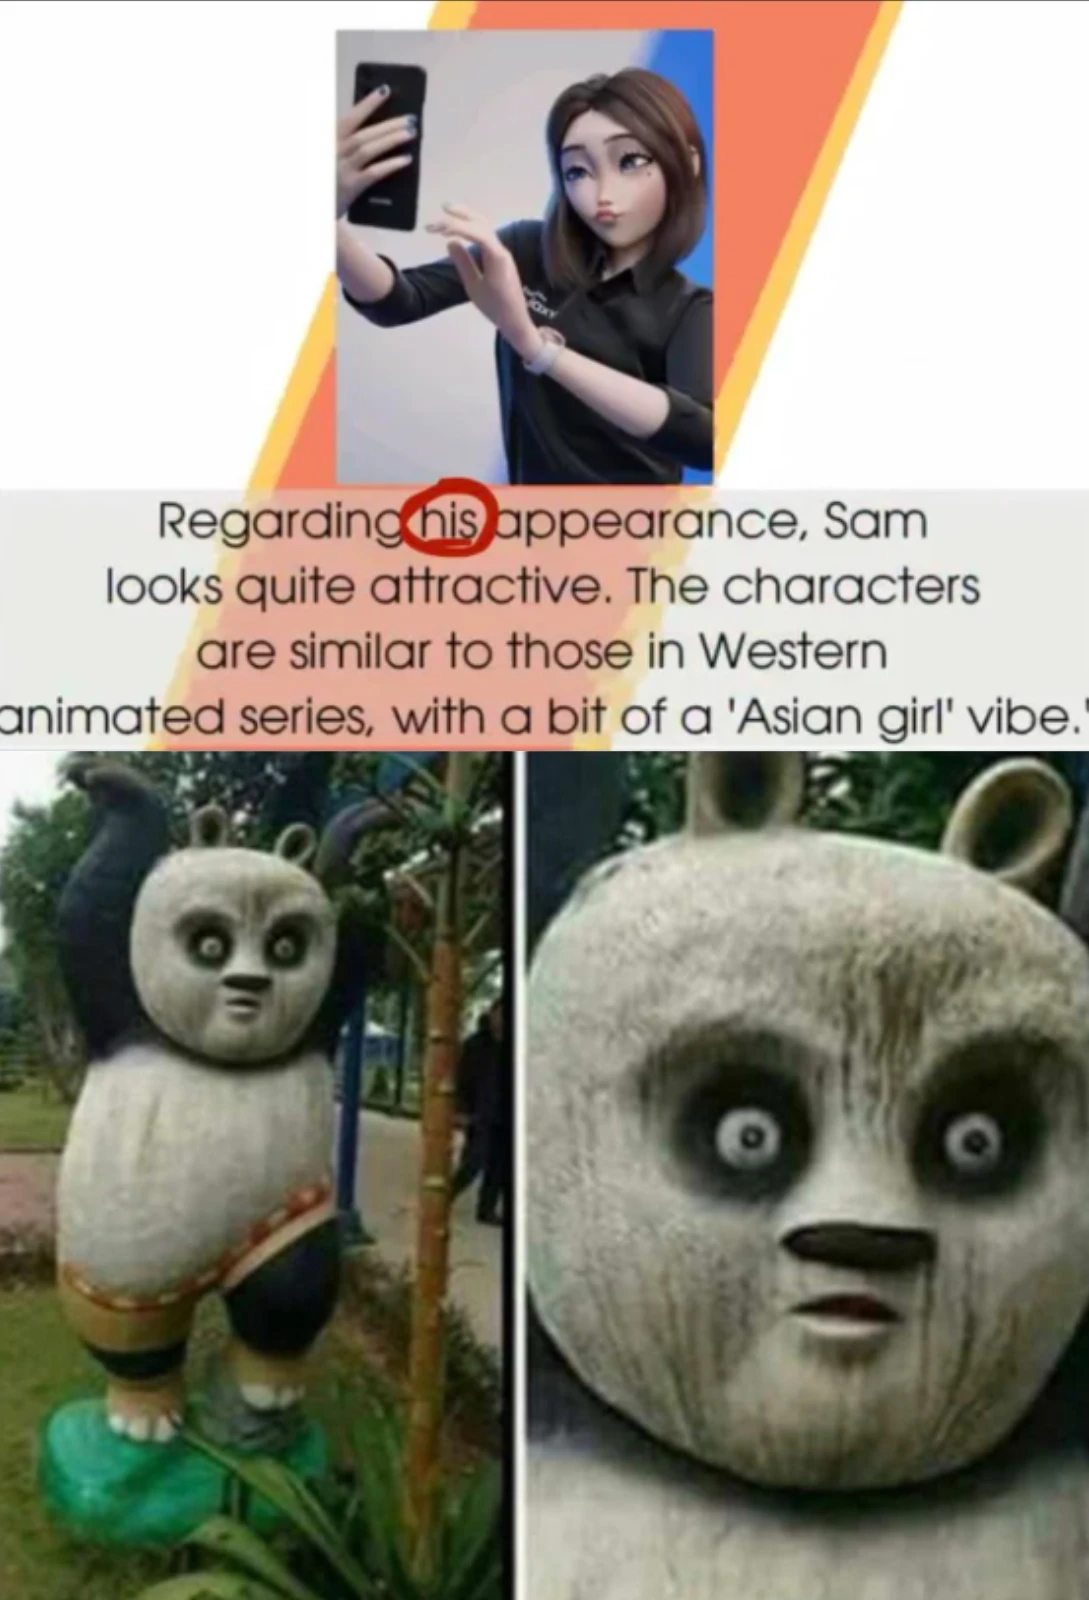 Regarding his appearance, Sam
looks quite attractive. The characters
are similar to those in Western
animated series, with a bit of a 'Asian girl' vibe.'